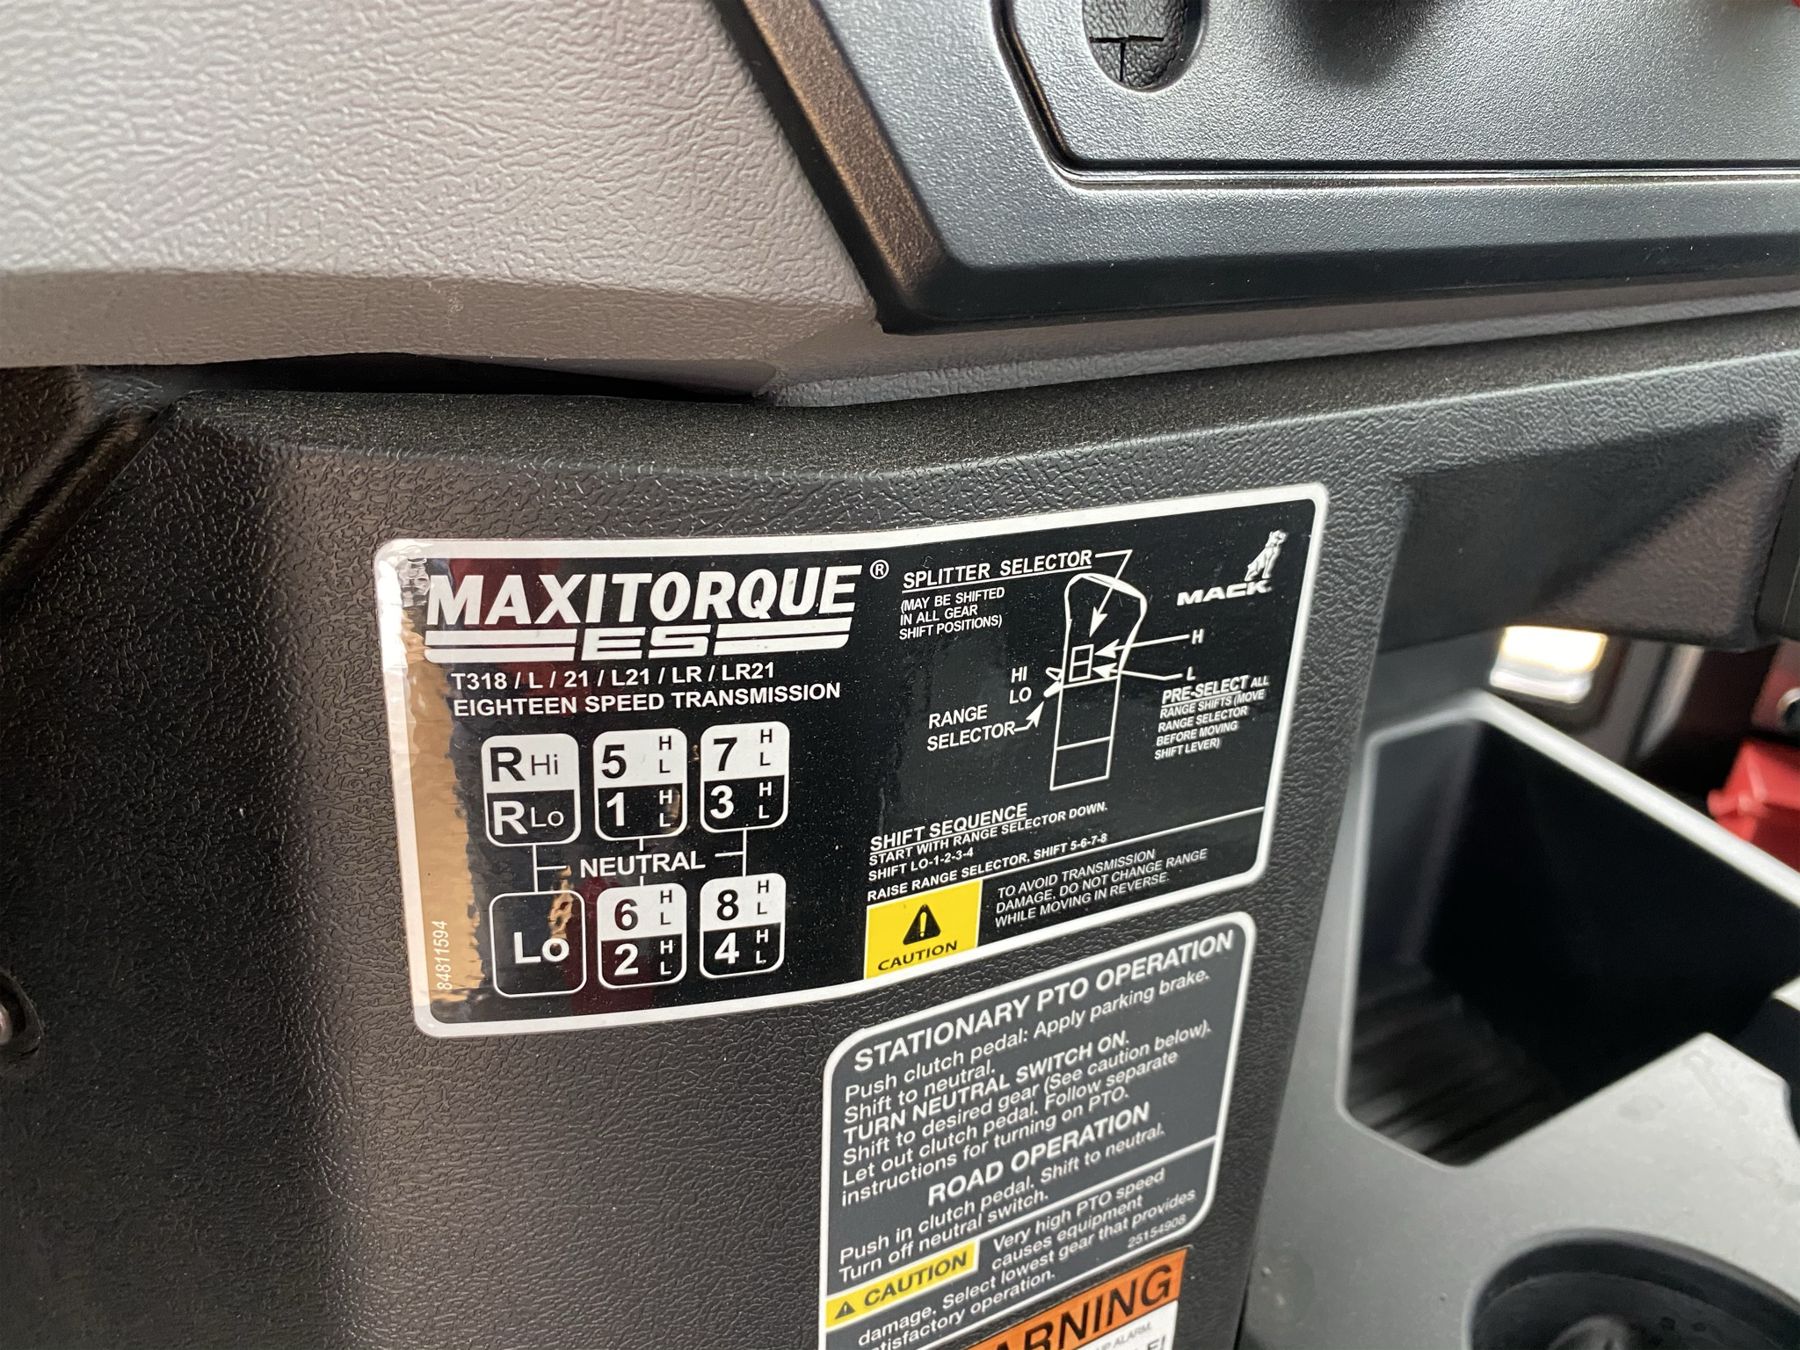 MAXITORQUE®
ES
T318 / L / 21 / L21 / LR / LR21
EIGHTEEN SPEED TRANSMISSION
R Hi
R Lo
5 H L
1 H L
7 H L
3 H L
NEUTRAL
Lo
6 H L
2 H L
8 H L
4 H L
84811594
SPLITTER SELECTOR
(MAY BE SHIFTED
IN ALL GEAR
SHIFT POSITIONS)
MACK
H
L
HI
LO
RANGE
SELECTOR
PRE-SELECT ALL
RANGE SHIFTS (MOVE
RANGE SELECTOR
BEFORE MOVING
SHIFT LEVER)
SHIFT SEQUENCE
START WITH RANGE SELECTOR DOWN.
SHIFT LO-1-2-3-4
RAISE RANGE SELECTOR, SHIFT 5-6-7-8
CAUTION
TO AVOID TRANSMISSION
DAMAGE, DO NOT CHANGE RANGE
WHILE MOVING IN REVERSE.
STATIONARY PTO OPERATION
Push clutch pedal: Apply parking brake.
Shift to neutral.
TURN NEUTRAL SWITCH ON.
Shift to desired gear (See caution below).
Let out clutch pedal. Follow separate
instructions for turning on PTO.
ROAD OPERATION
Push in clutch pedal. Shift to neutral.
Turn off neutral switch.
CAUTION
Very high PTO speed
causes equipment
damage. Select lowest gear that provides
atisfactory operation.
25154908
ARNING
UP ALARM.